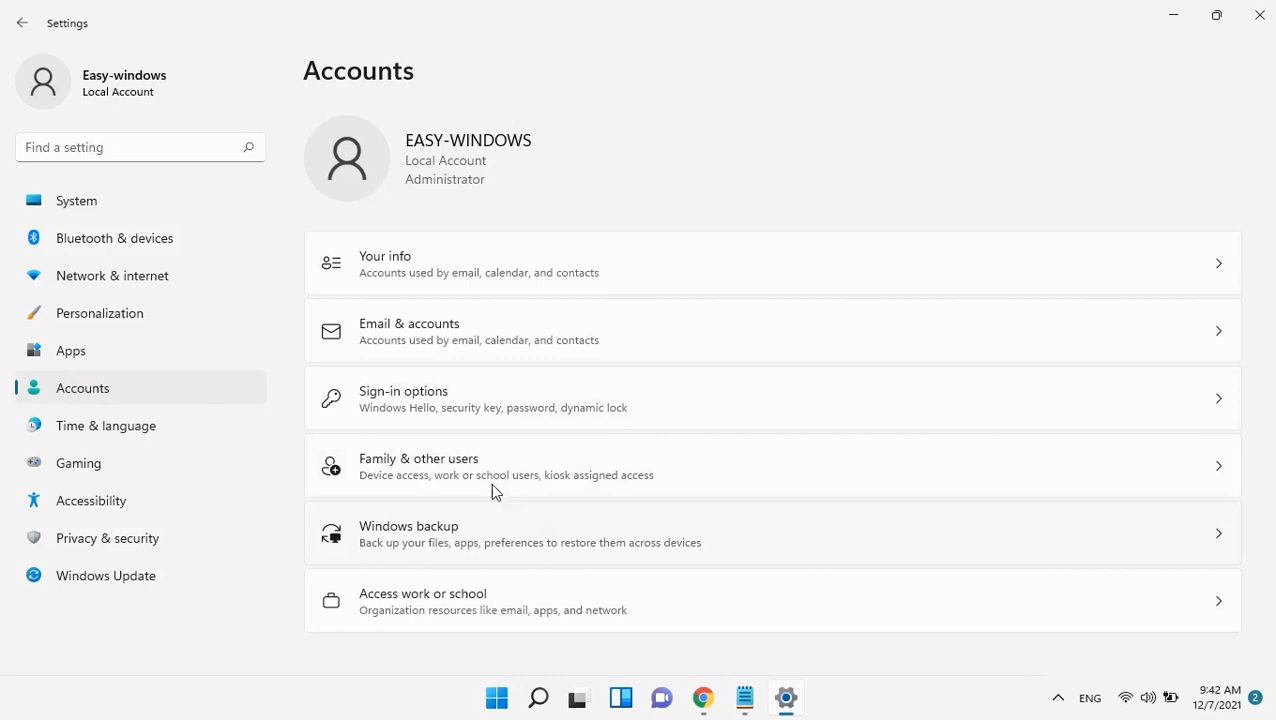 Settings
Easy-windows
Local Account
Find a setting
System
Bluetooth & devices
Network & internet
Personalization
Apps
Accounts
Time & language
Gaming
Accessibility
Privacy & security
Windows Update
Accounts
EASY-WINDOWS
Local Account
Administrator
Your info
Accounts used by email, calendar, and contacts
Email & accounts
Accounts used by email, calendar, and contacts
Sign-in options
Windows Hello, security key, password, dynamic lock
Family & other users
Device access, work or school users, kiosk assigned access
Windows backup
Back up your files, apps, preferences to restore them across devices
Access work or school
Organization resources like email, apps, and network
ENG
9:42 AM
12/7/2021
2